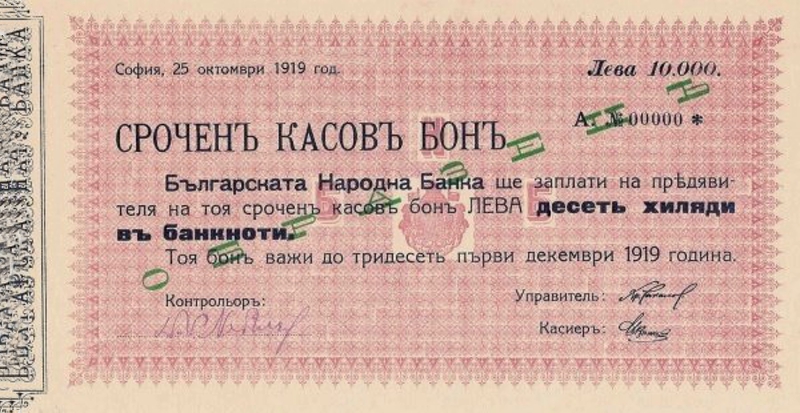 София, 25 октомври 1919 год.
Лева 10.000.
А. №00000 *
СРОЧЕНЪ КАСОВЪ БОНЪ
Българската Народна Банка ще заплати на прѣдяви-
теля на тоя сроченъ касовъ бонъ ЛЕВА десеть хиляди
въ банкноти.
Тоя бонъ важи до тридесеть първи декември 1919 година.
Контрольоръ:
Управитель:
Касиеръ:
ОБРАЗЕЦЪ